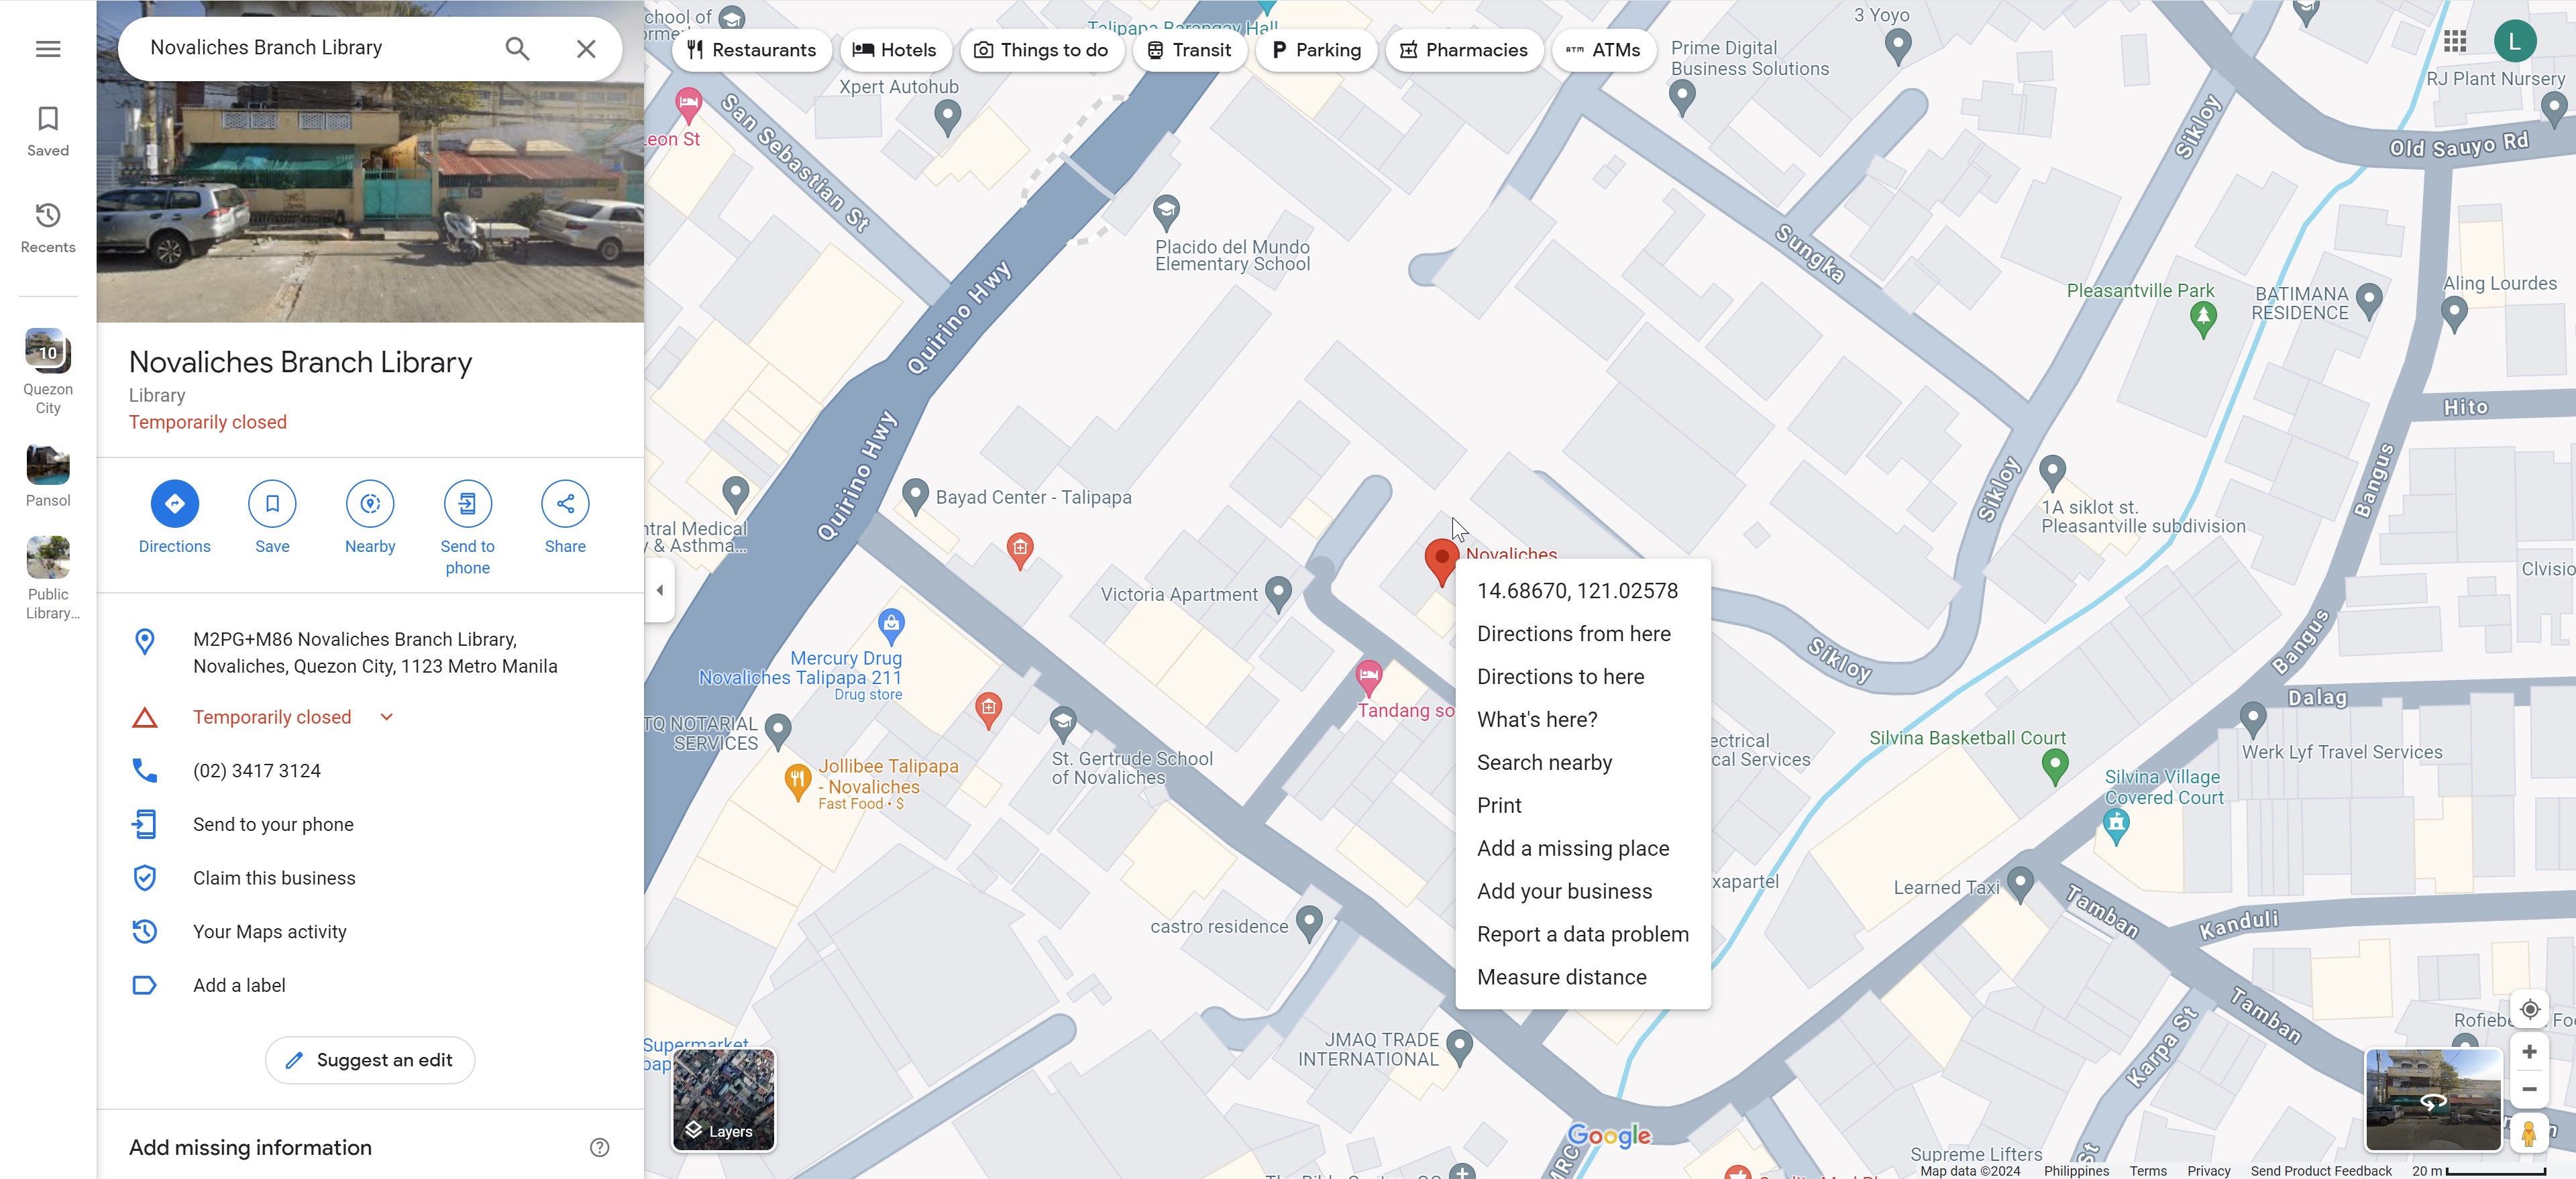 Novaliches Branch Library
Saved
Recents
10
Quezon
City
Pansol
Public
Library...
Novaliches Branch Library
Library
Temporarily closed
Directions
Save
Nearby
Send to
phone
Share
M2PG+M86 Novaliches Branch Library,
Novaliches, Quezon City, 1123 Metro Manila
Temporarily closed
(02) 3417 3124
Send to your phone
Claim this business
Your Maps activity
Add a label
Suggest an edit
Add missing information
Restaurants
Hotels
Things to do
Transit
Parking
Pharmacies
ATM
ATMs
L
chool of
Talipapa Barangay Hall
3 Yoyo
Prime Digital
Business Solutions
RJ Plant Nursery
Xpert Autohub
Leon St
San Sebastian St
Sikloy
Old Sauyo Rd
Placido del Mundo
Elementary School
Sungka
Quirino Hwy
Pleasantville Park
BATIMANA
RESIDENCE
Aling Lourdes
Hito
Quirino Hwy
Bayad Center - Talipapa
Sikloy
Bangus
1A siklot st.
Pleasantville subdivision
ntral Medical
y & Asthma...
Novaliches
Clvisio
Victoria Apartment
14.68670, 121.02578
Directions from here
Directions to here
What's here?
Search nearby
Print
Add a missing place
Add your business
Report a data problem
Measure distance
Mercury Drug
Novaliches Talipapa 211
Drug store
Sikloy
Bangus
Dalag
Tandang so
TQ NOTARIAL
SERVICES
St. Gertrude School
of Novaliches
Jollibee Talipapa
- Novaliches
Fast Food • $
ectrical
cal Services
Silvina Basketball Court
Werk Lyf Travel Services
Silvina Village
Covered Court
xapartel
Learned Taxi
Tamban
Kanduli
castro residence
Tamban
Karpa St
JMAQ TRADE
INTERNATIONAL
Supermarket
Layers
Google
St
Supreme Lifters
Map data ©2024
Philippines
Terms
Privacy
Send Product Feedback
20 m